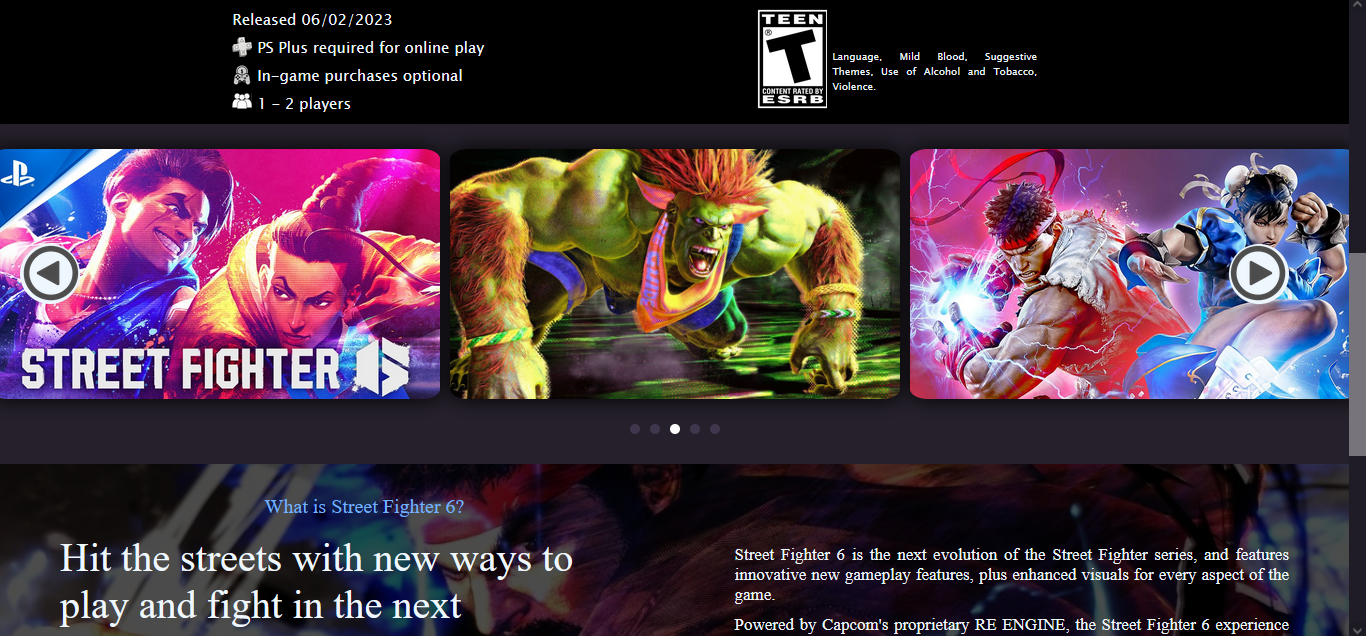 Released 06/02/2023
PS Plus required for online play
In-game purchases optional
1 - 2 players
TEEN
T
®
CONTENT RATED BY
ESRB
Language, Mild Blood, Suggestive
Themes, Use of Alcohol and Tobacco,
Violence.
STREET FIGHTER 6
What is Street Fighter 6?
Hit the streets with new ways to
play and fight in the next
Street Fighter 6 is the next evolution of the Street Fighter series, and features
innovative new gameplay features, plus enhanced visuals for every aspect of the
game.
Powered by Capcom's proprietary RE ENGINE, the Street Fighter 6 experience